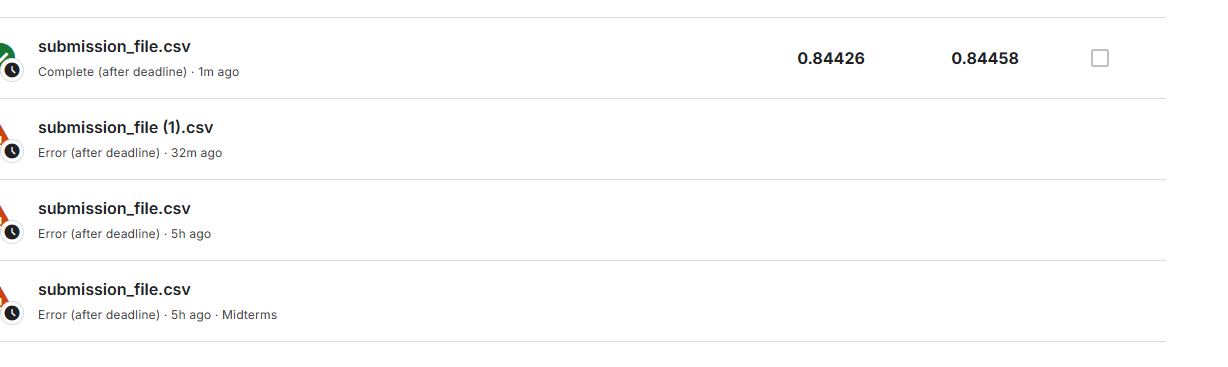 submission_file.csv
Complete (after deadline) · 1m ago
0.84426
0.84458
submission_file (1).csv
Error (after deadline) · 32m ago
submission_file.csv
Error (after deadline) · 5h ago
submission_file.csv
Error (after deadline) · 5h ago · Midterms